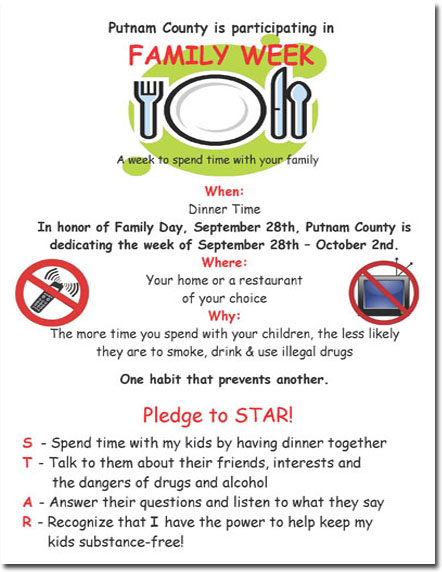 Putnam County is participating in
FAMILY WEEK
A week to spend time with your family
When:
Dinner Time
In honor of Family Day, September 28th, Putnam County is
dedicating the week of September 28th – October 2nd.
Where:
Your home or a restaurant
of your choice
Why:
The more time you spend with your children, the less likely
they are to smoke, drink & use illegal drugs
One habit that prevents another.
Pledge to STAR!
S - Spend time with my kids by having dinner together
T - Talk to them about their friends, interests and
the dangers of drugs and alcohol
A - Answer their questions and listen to what they say
R - Recognize that I have the power to help keep my
kids substance-free!